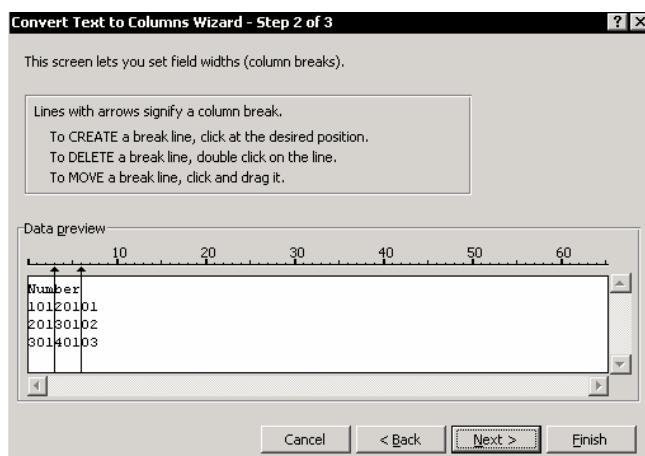 Convert Text to Columns Wizard - Step 2 of 3
This screen lets you set field widths (column breaks).
Lines with arrows signify a column break.
To CREATE a break line, click at the desired position.
To DELETE a break line, double click on the line.
To MOVE a break line, click and drag it.
Data preview
10 20 30 40 50 60
Number
10120101
20130102
30140103
Cancel < Back Next > Finish